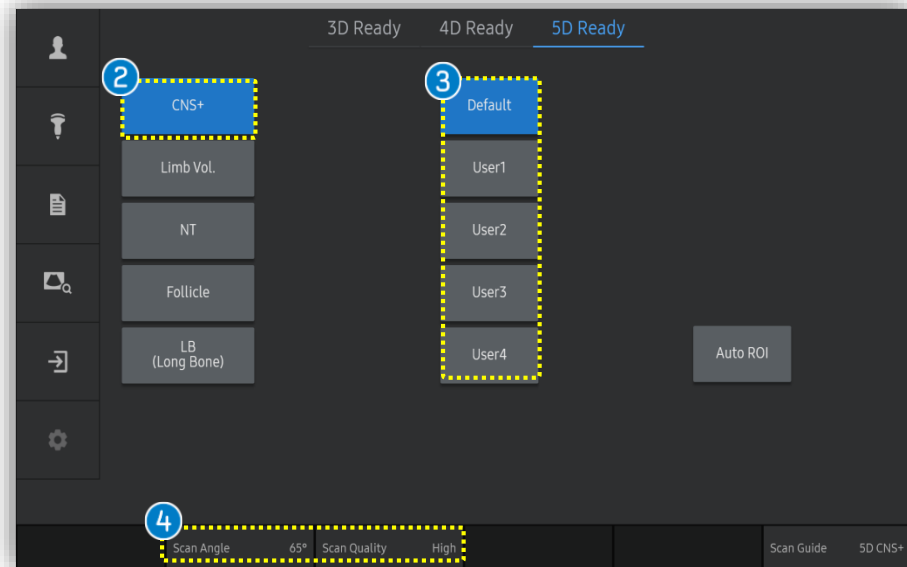 3D Ready 4D Ready 5D Ready
2
3
CNS+ Default
Limb Vol. User1
NT User2
Follicle User3
LB
(Long Bone) User4 Auto ROI
4
Scan Angle 65° Scan Quality High Scan Guide 5D CNS+